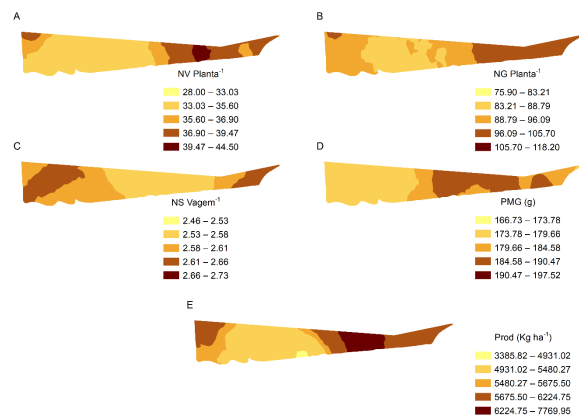 A
NV Planta⁻¹
28.00 – 33.03
33.03 – 35.60
35.60 – 36.90
36.90 – 39.47
39.47 – 44.50
B
NG Planta⁻¹
75.90 – 83.21
83.21 – 88.79
88.79 – 96.09
96.09 – 105.70
105.70 – 118.20
C
NS Vagem⁻¹
2.46 – 2.53
2.53 – 2.58
2.58 – 2.61
2.61 – 2.66
2.66 – 2.73
D
PMG (g)
166.73 – 173.78
173.78 – 179.66
179.66 – 184.58
184.58 – 190.47
190.47 – 197.52
E
Prod (Kg ha⁻¹)
3385.82 – 4931.02
4931.02 – 5480.27
5480.27 – 5675.50
5675.50 – 6224.75
6224.75 – 7769.95